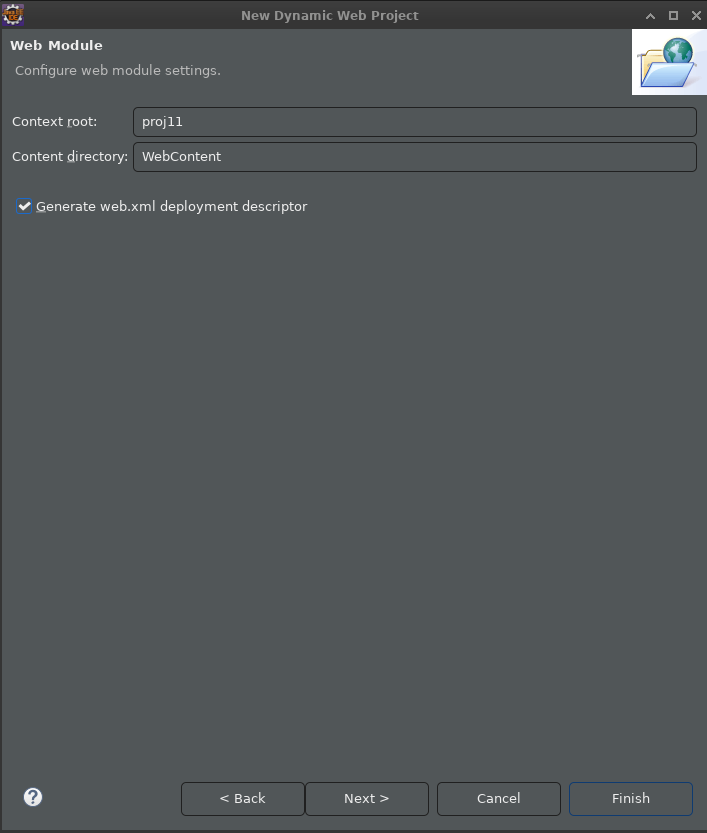 New Dynamic Web Project
Web Module
Configure web module settings.
Context root: proj11
Content directory: WebContent
Generate web.xml deployment descriptor
? < Back Next > Cancel Finish